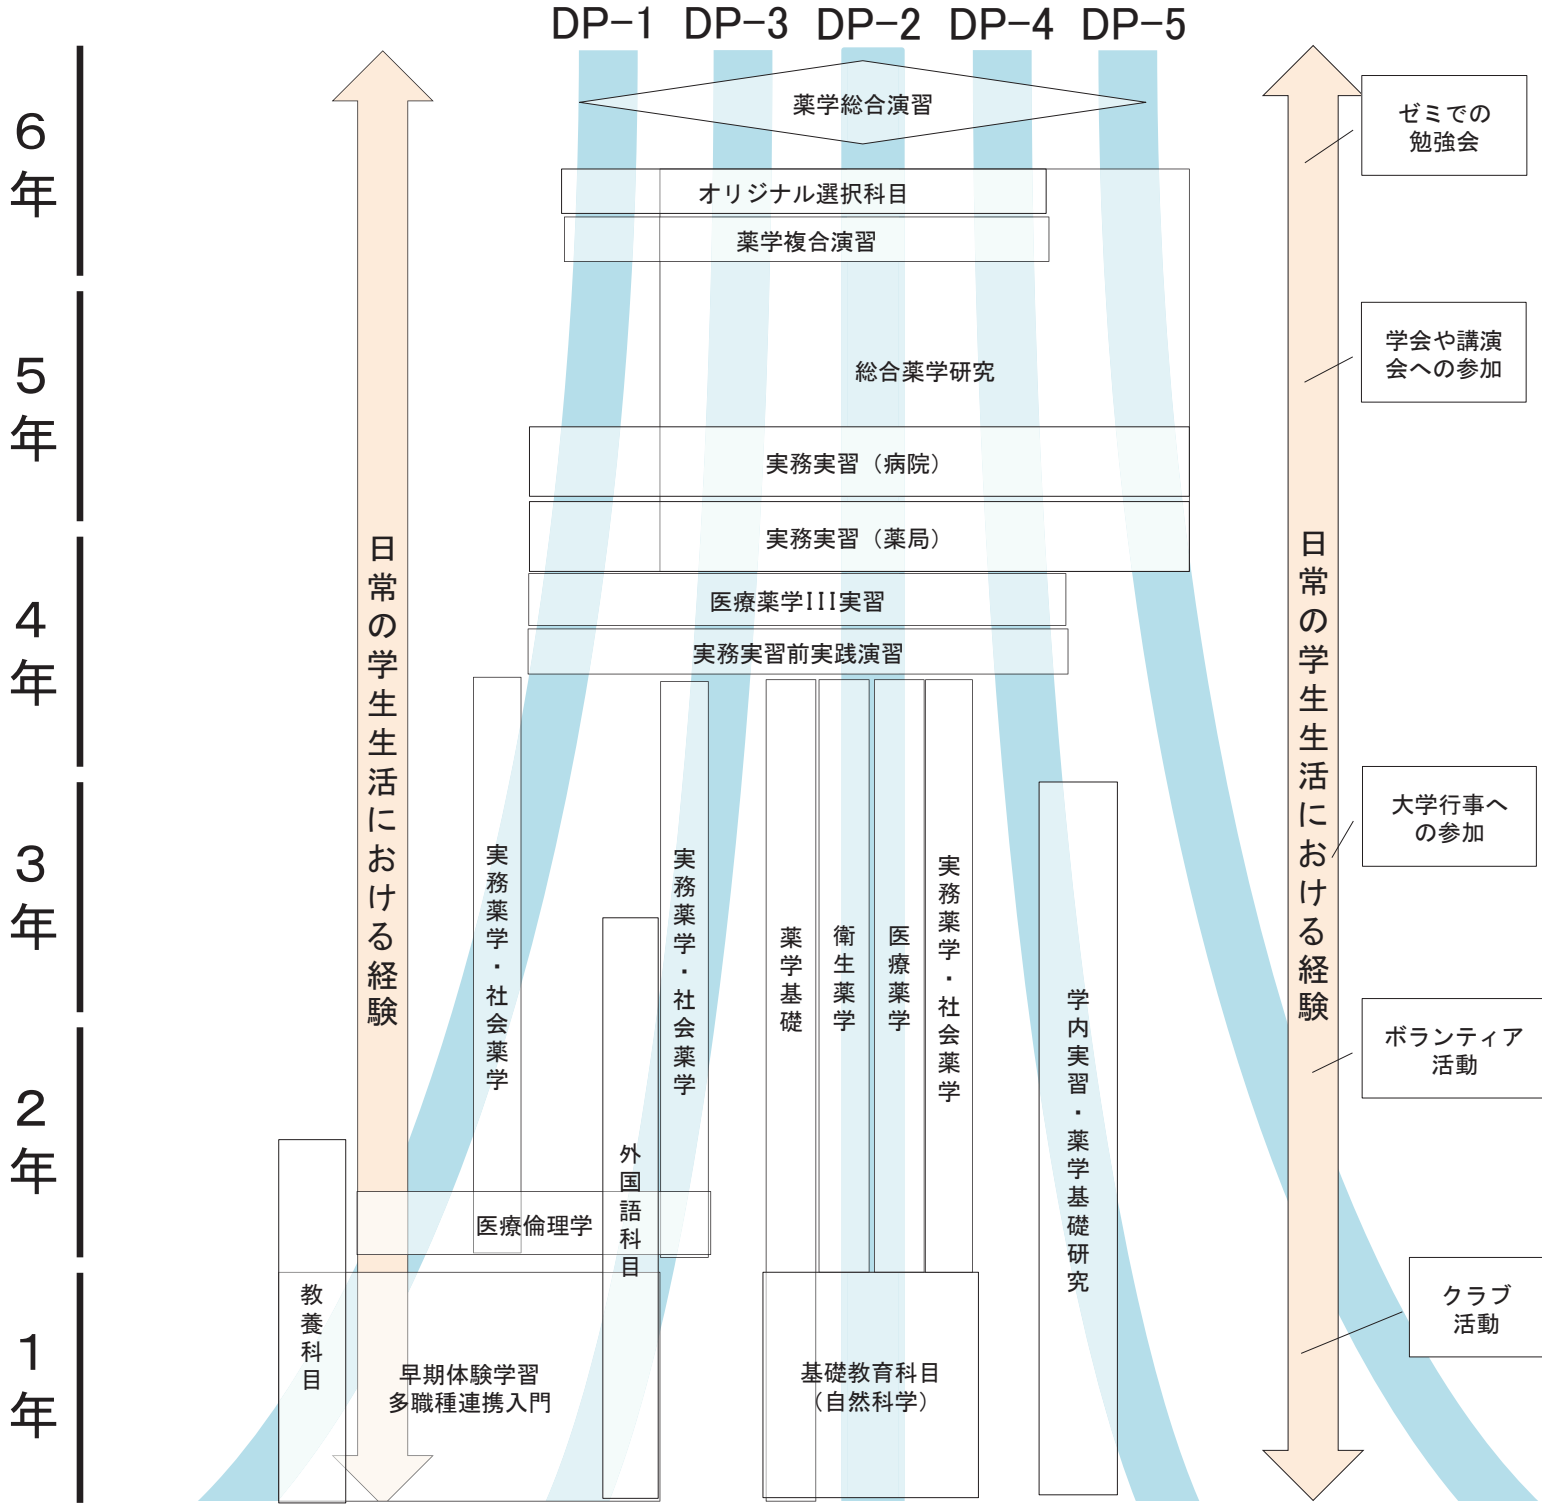 DP-1 DP-3 DP-2 DP-4 DP-5
6年
薬学総合演習
ゼミでの
勉強会
オリジナル選択科目
薬学複合演習
5年
学会や講演
会への参加
総合薬学研究
実務実習（病院）
実務実習（薬局）
4年
医療薬学III実習
実務実習前実践演習
日常の学生生活における経験
日常の学生生活における経験
3年
大学行事へ
の参加
実務薬学・社会薬学
実務薬学・社会薬学
薬学基礎
衛生薬学
医療薬学
実務薬学・社会薬学
学内実習・薬学基礎研究
2年
ボランティア
活動
外国語科目
医療倫理学
1年
教養科目
早期体験学習
多職種連携入門
基礎教育科目
（自然科学）
クラブ
活動